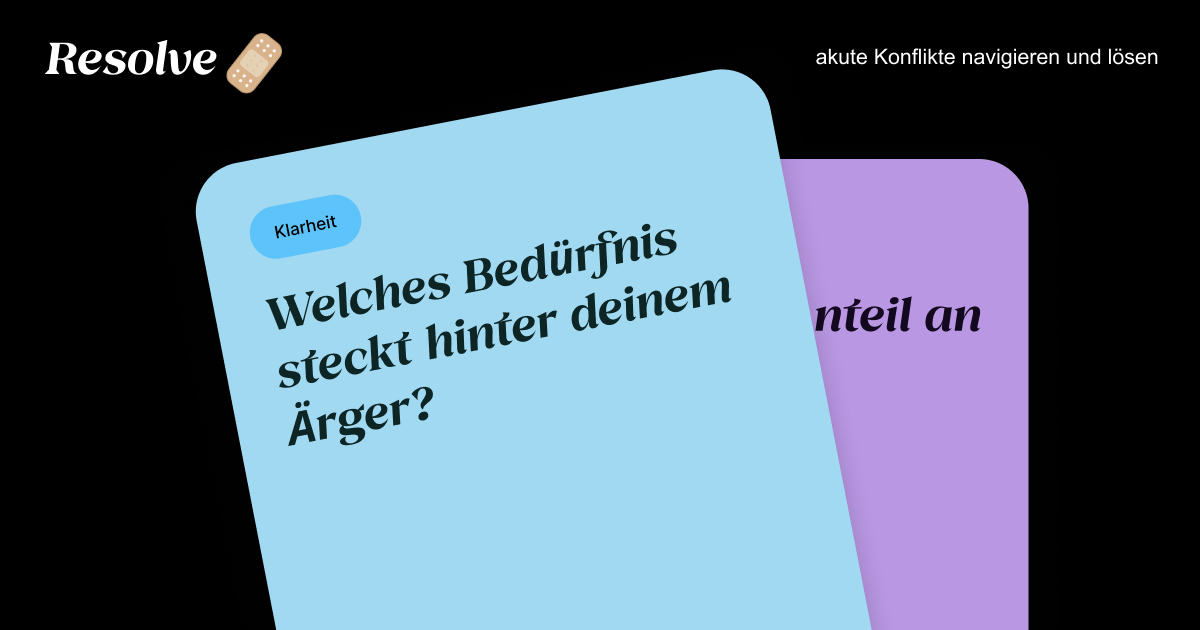 Resolve
akute Konflikte navigieren und lösen
Klarheit
Welches Bedürfnis
steckt hinter deinem
Ärger?
nteil an